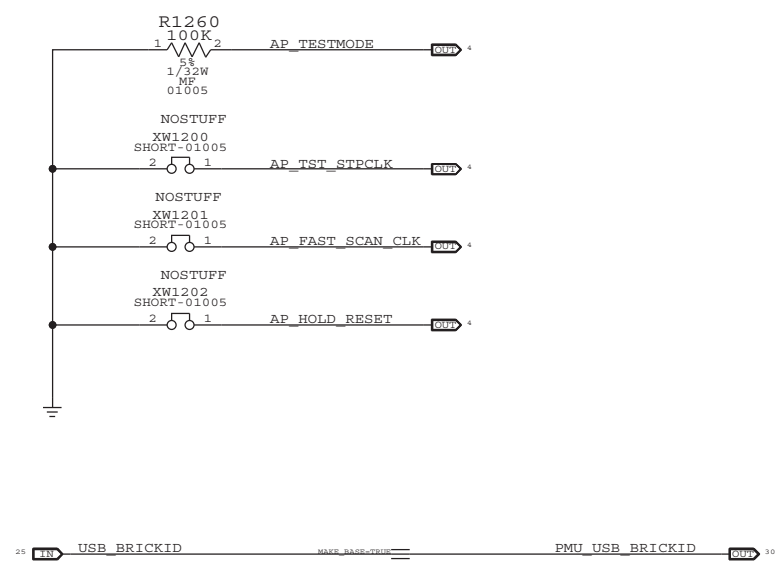 R1260
100K
1 2 AP_TESTMODE OUT 4
5%
1/32W
MF
01005
NOSTUFF
XW1200
SHORT-01005
2 1 AP_TST_STPCLK OUT 4
NOSTUFF
XW1201
SHORT-01005
2 1 AP_FAST_SCAN_CLK OUT 4
NOSTUFF
XW1202
SHORT-01005
2 1 AP_HOLD_RESET OUT 4
25 IN USB_BRICKID MAKE_BASE=TRUE PMU_USB_BRICKID OUT 30